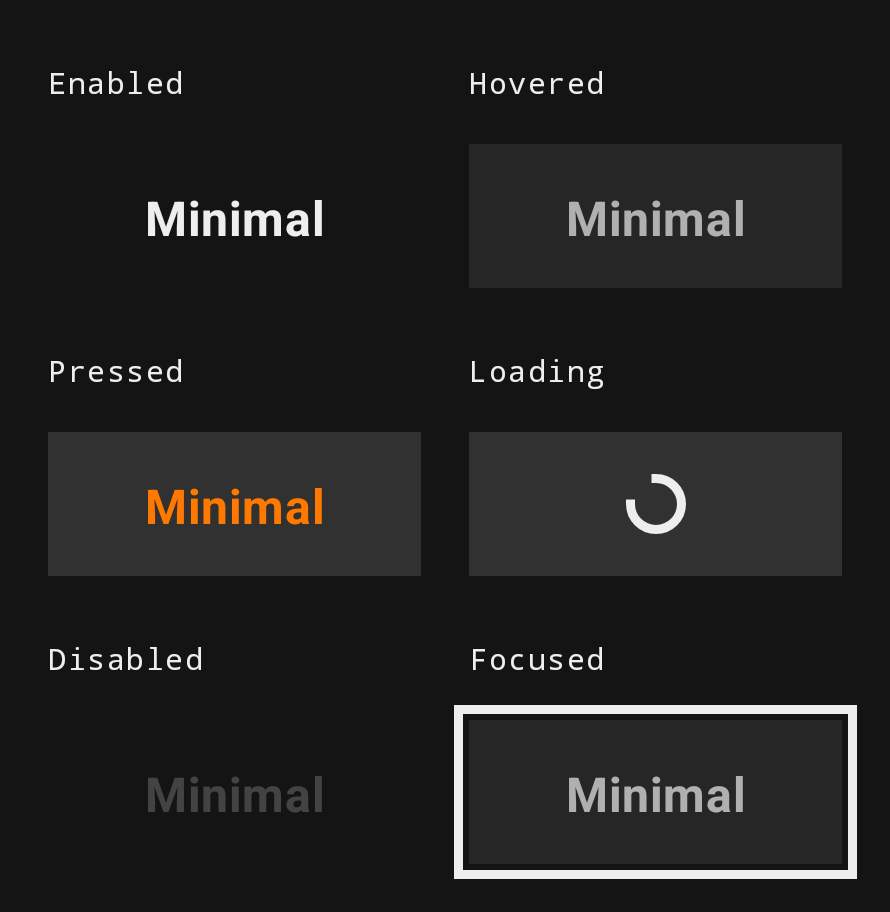 Enabled
Hovered
Minimal
Minimal
Pressed
Loading
Minimal
Disabled
Focused
Minimal
Minimal